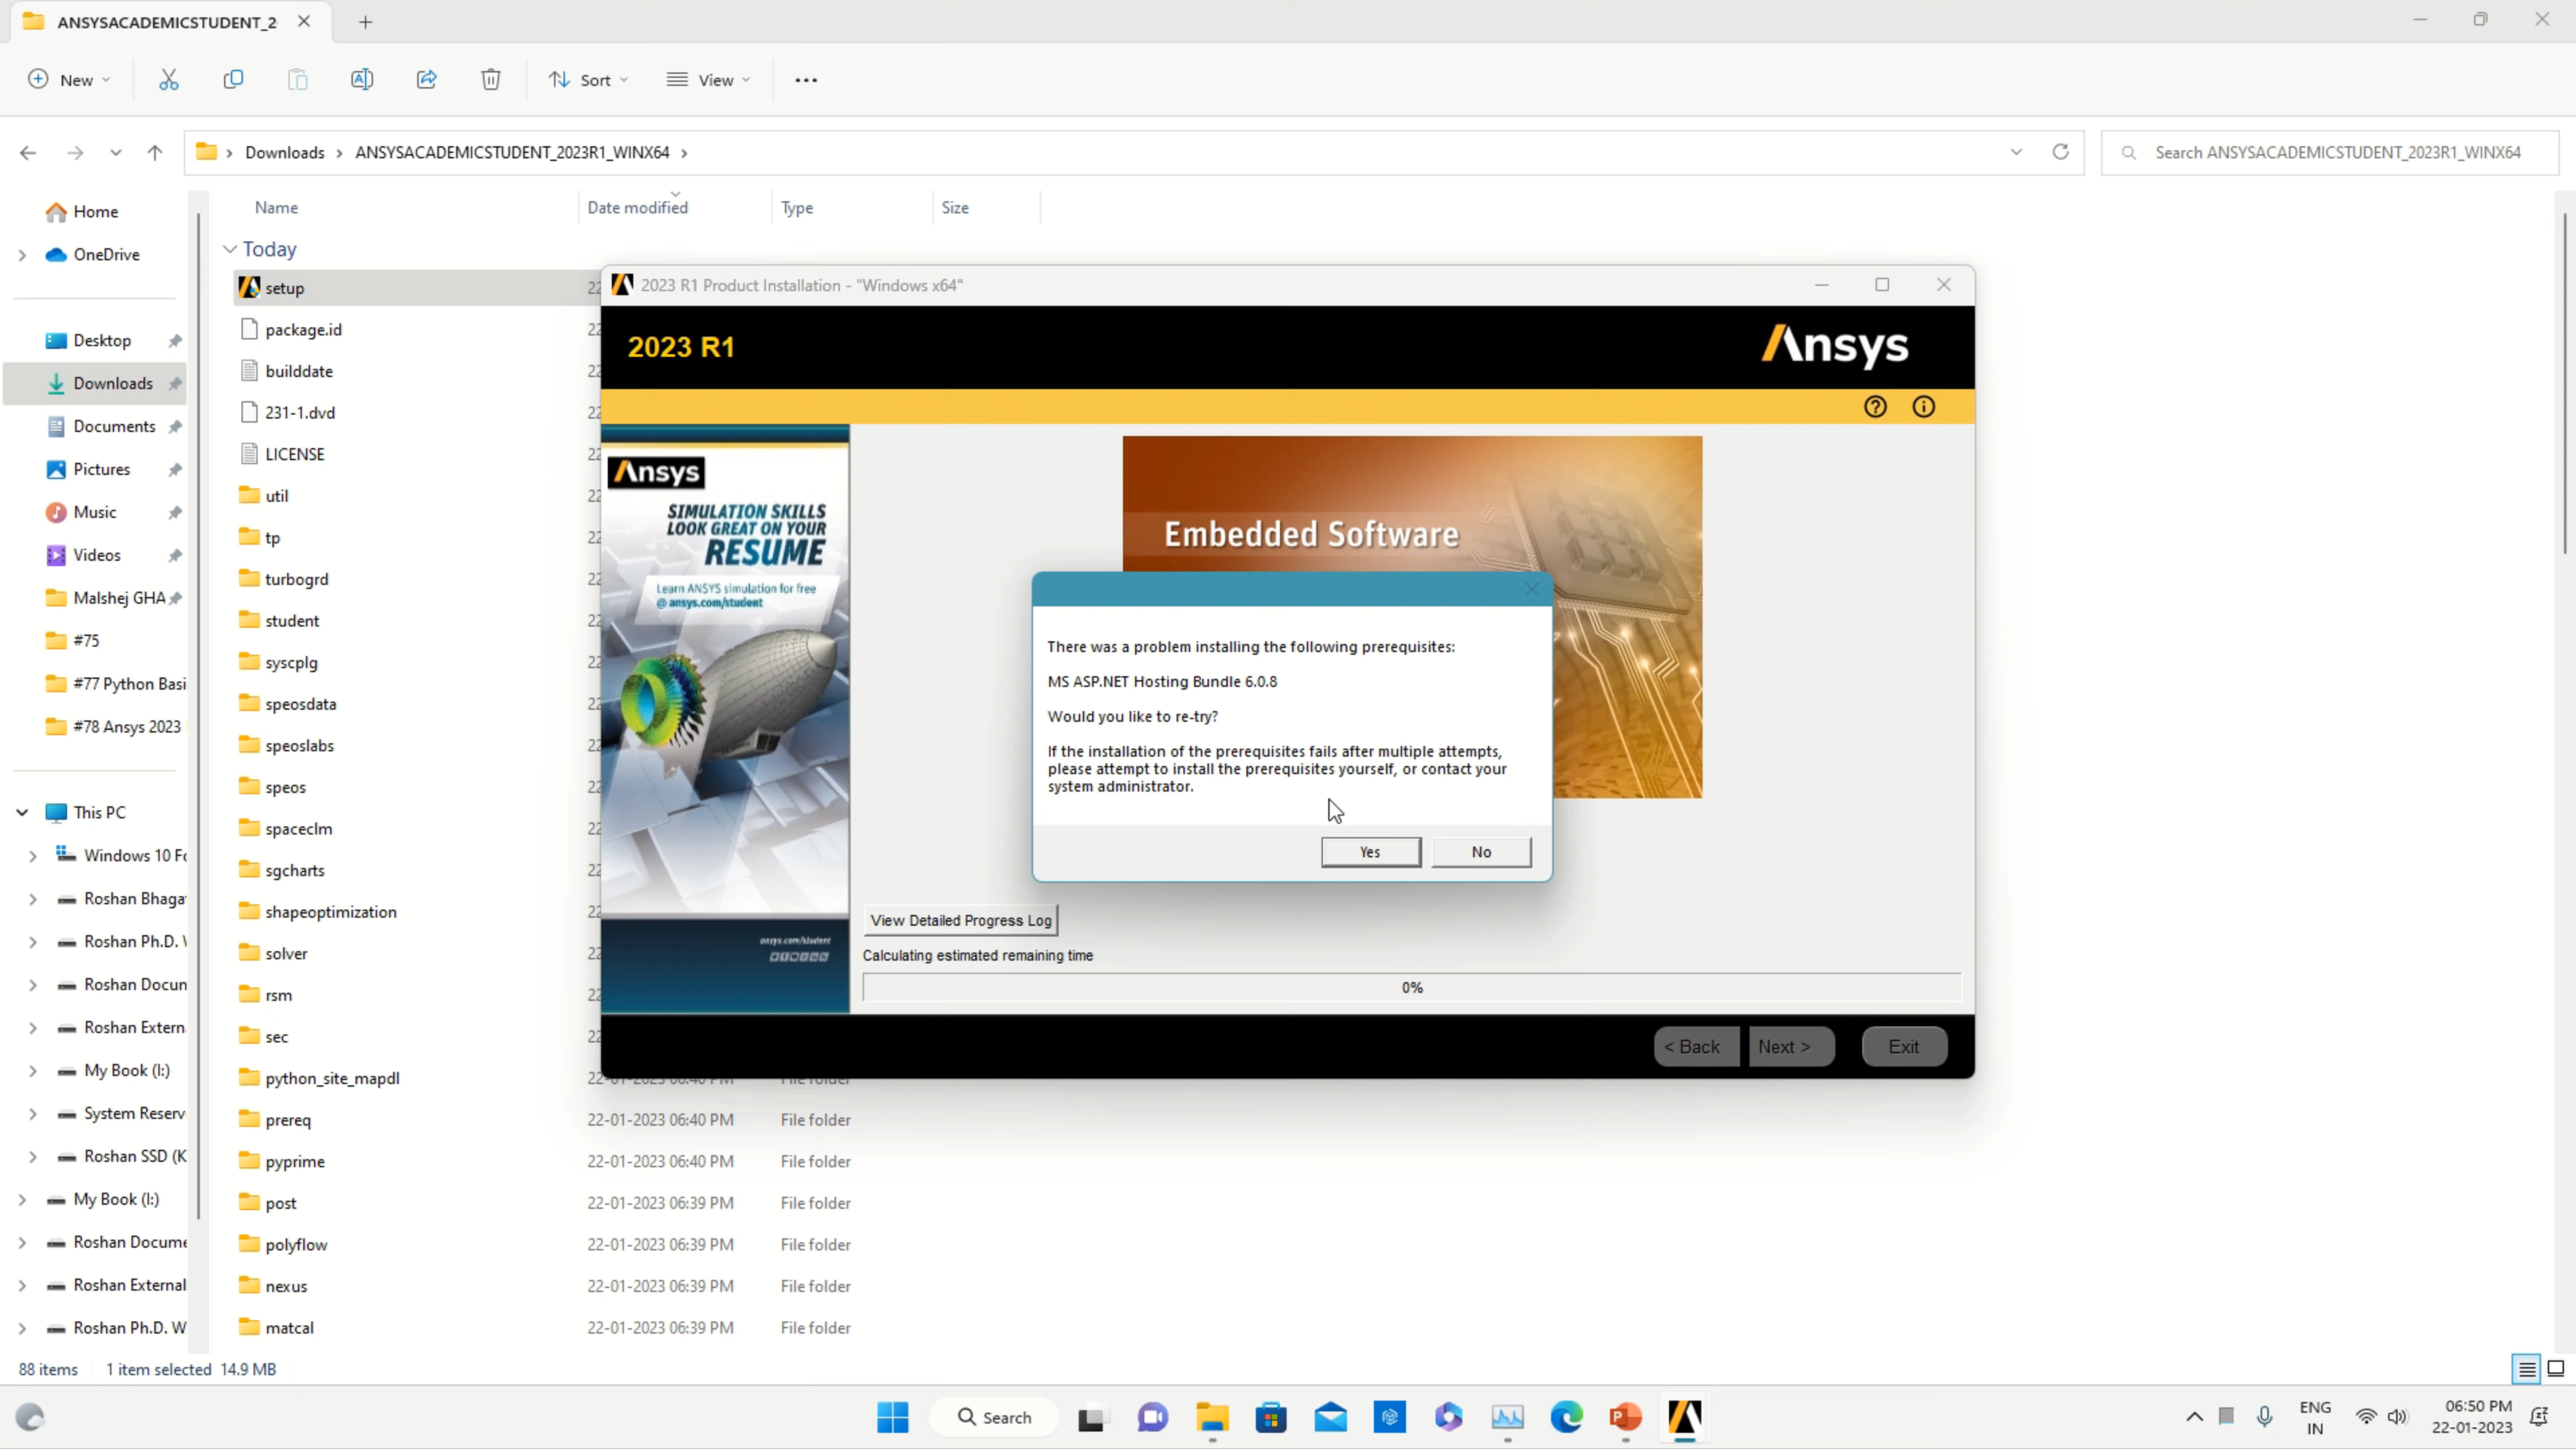 ANSYSACADEMICSTUDENT_2
New
Sort
View
Downloads
ANSYSACADEMICSTUDENT_2023R1_WINX64
Search ANSYSACADEMICSTUDENT_2023R1_WINX64
Home
OneDrive
Desktop
Downloads
Documents
Pictures
Music
Videos
Malshej GHA
#75
#77 Python Basi
#78 Ansys 2023
This PC
Windows 10 Fo
Roshan Bhaga
Roshan Ph.D. W
Roshan Docun
Roshan Extern
My Book (I:)
System Reserv
Roshan SSD (K
My Book (I:)
Roshan Docume
Roshan External
Roshan Ph.D. W
Name
Date modified
Type
Size
Today
setup
package.id
builddate
231-1.dvd
LICENSE
util
tp
turbogrd
student
syscplg
speosdata
speoslabs
speos
spaceclm
sgcharts
shapeoptimization
solver
rsm
sec
python_site_mapdl
prereq 22-01-2023 06:40 PM File folder
pyprime 22-01-2023 06:40 PM File folder
post 22-01-2023 06:39 PM File folder
polyflow 22-01-2023 06:39 PM File folder
nexus 22-01-2023 06:39 PM File folder
matcal 22-01-2023 06:39 PM File folder
2023 R1 Product Installation - "Windows x64"
2023 R1
Ansys
Ansys
SIMULATION SKILLS
LOOK GREAT ON YOUR
RESUME
Learn ANSYS simulation for free
@ ansys.com/student
ansys.com/student
Embedded Software
There was a problem installing the following prerequisites:
MS ASP.NET Hosting Bundle 6.0.8
Would you like to re-try?
If the installation of the prerequisites fails after multiple attempts,
please attempt to install the prerequisites yourself, or contact your
system administrator.
Yes
No
View Detailed Progress Log
Calculating estimated remaining time
0%
< Back
Next >
Exit
88 items
1 item selected 14.9 MB
Search
ENG
IN
06:50 PM
22-01-2023